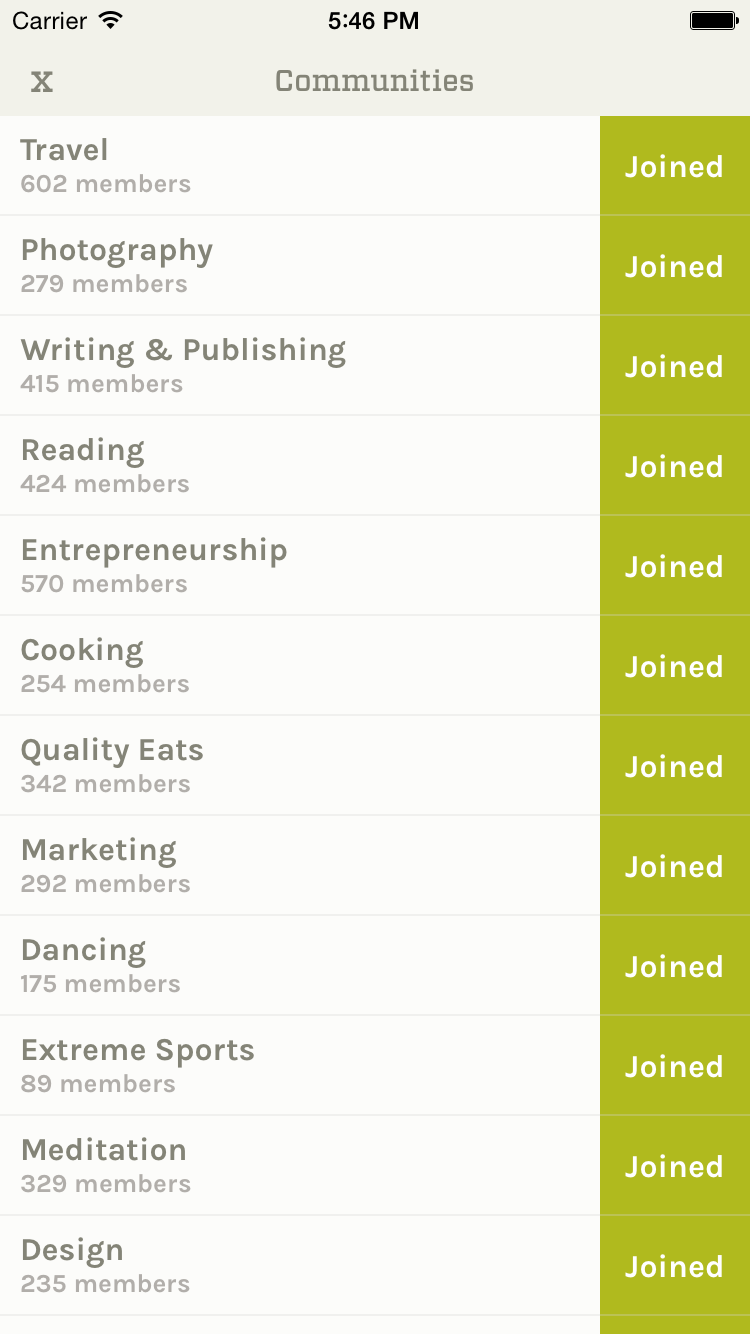 Carrier 5:46 PM
x Communities
Travel
602 members
Joined
Photography
279 members
Joined
Writing & Publishing
415 members
Joined
Reading
424 members
Joined
Entrepreneurship
570 members
Joined
Cooking
254 members
Joined
Quality Eats
342 members
Joined
Marketing
292 members
Joined
Dancing
175 members
Joined
Extreme Sports
89 members
Joined
Meditation
329 members
Joined
Design
235 members
Joined